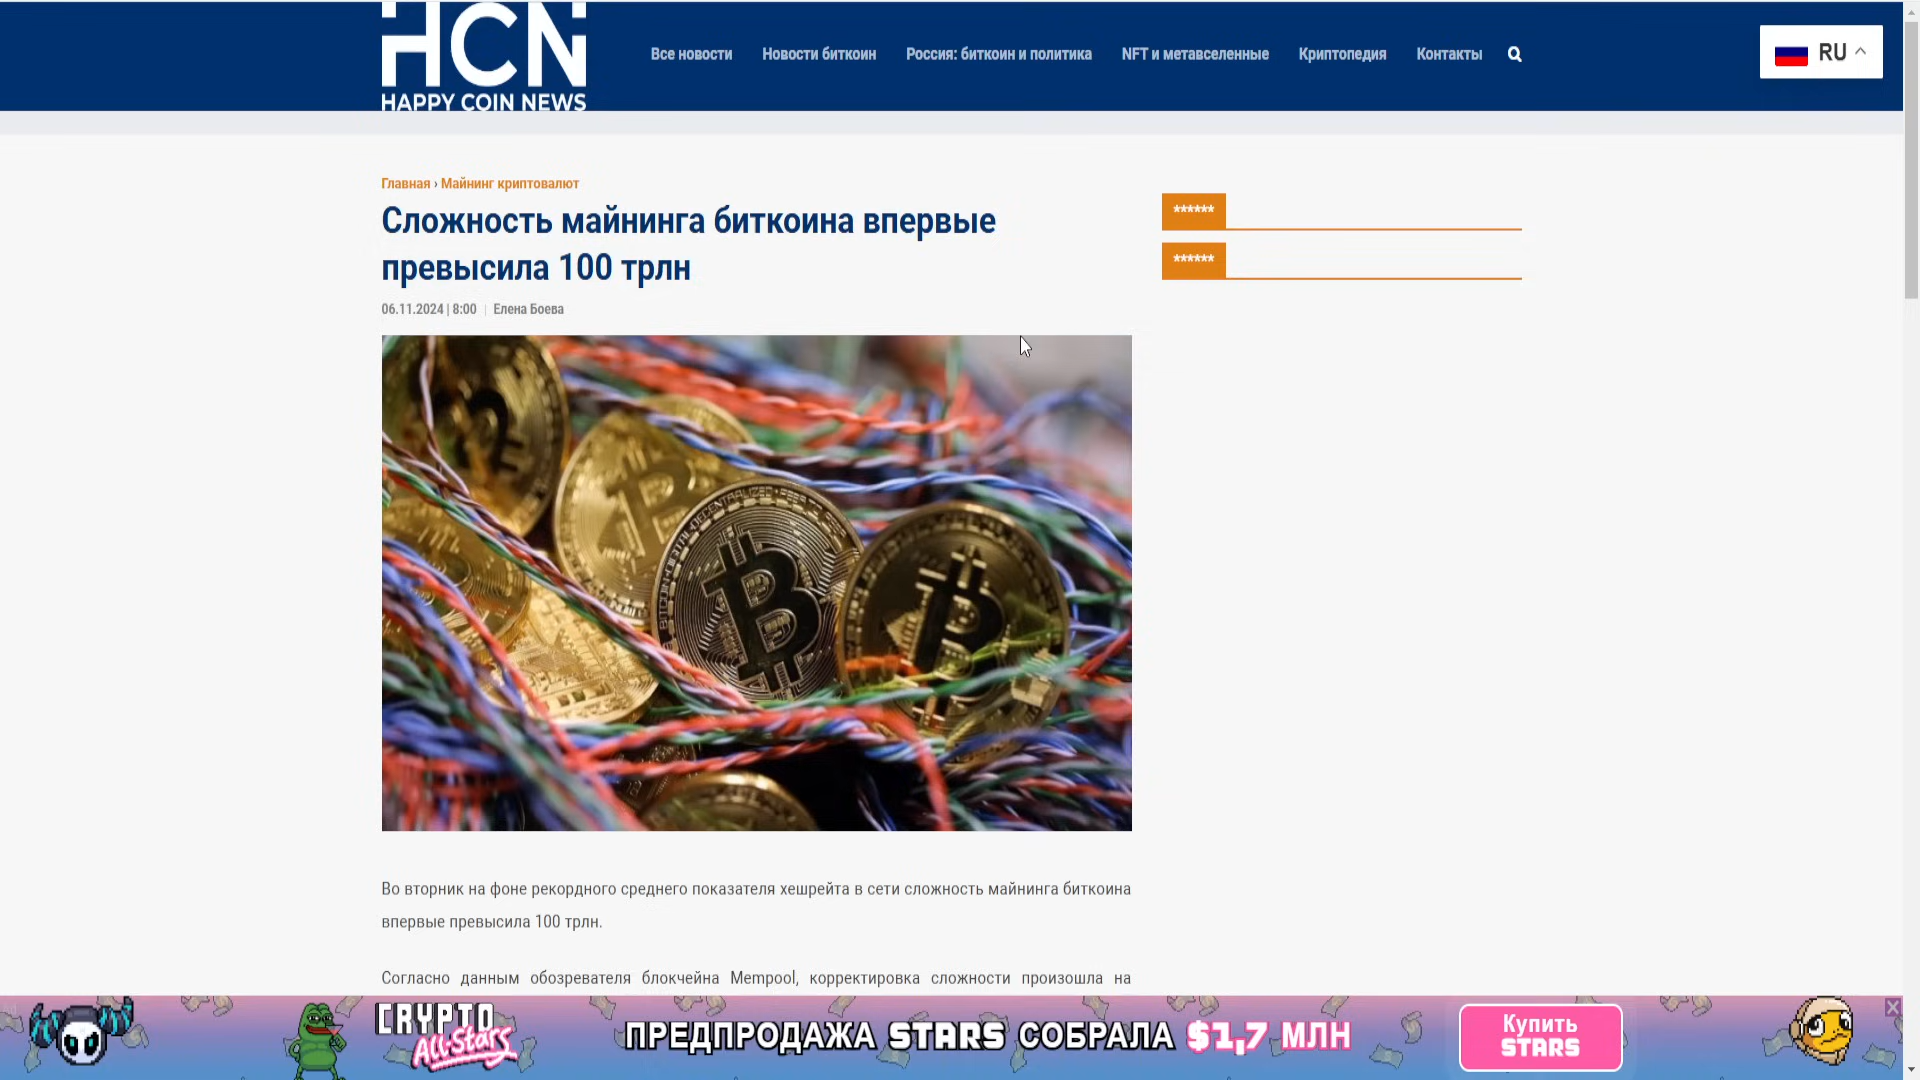 HCN
HAPPY COIN NEWS
Все новости
Новости биткоин
Россия: биткоин и политика
NFT и метавселенные
Криптопедия
Контакты
RU
Главная › Майнинг криптовалют
Сложность майнинга биткоина впервые
превысила 100 трлн
06.11.2024 | 8:00 | Елена Боева
******
******
Во вторник на фоне рекордного среднего показателя хешрейта в сети сложность майнинга биткоина
впервые превысила 100 трлн.
Согласно данным обозревателя блокчейна Mempool, корректировка сложности произошла на
CRYPTO
All-Stars
ПРЕДПРОДАЖА STARS СОБРАЛА $1,7 МЛН
Купить
STARS